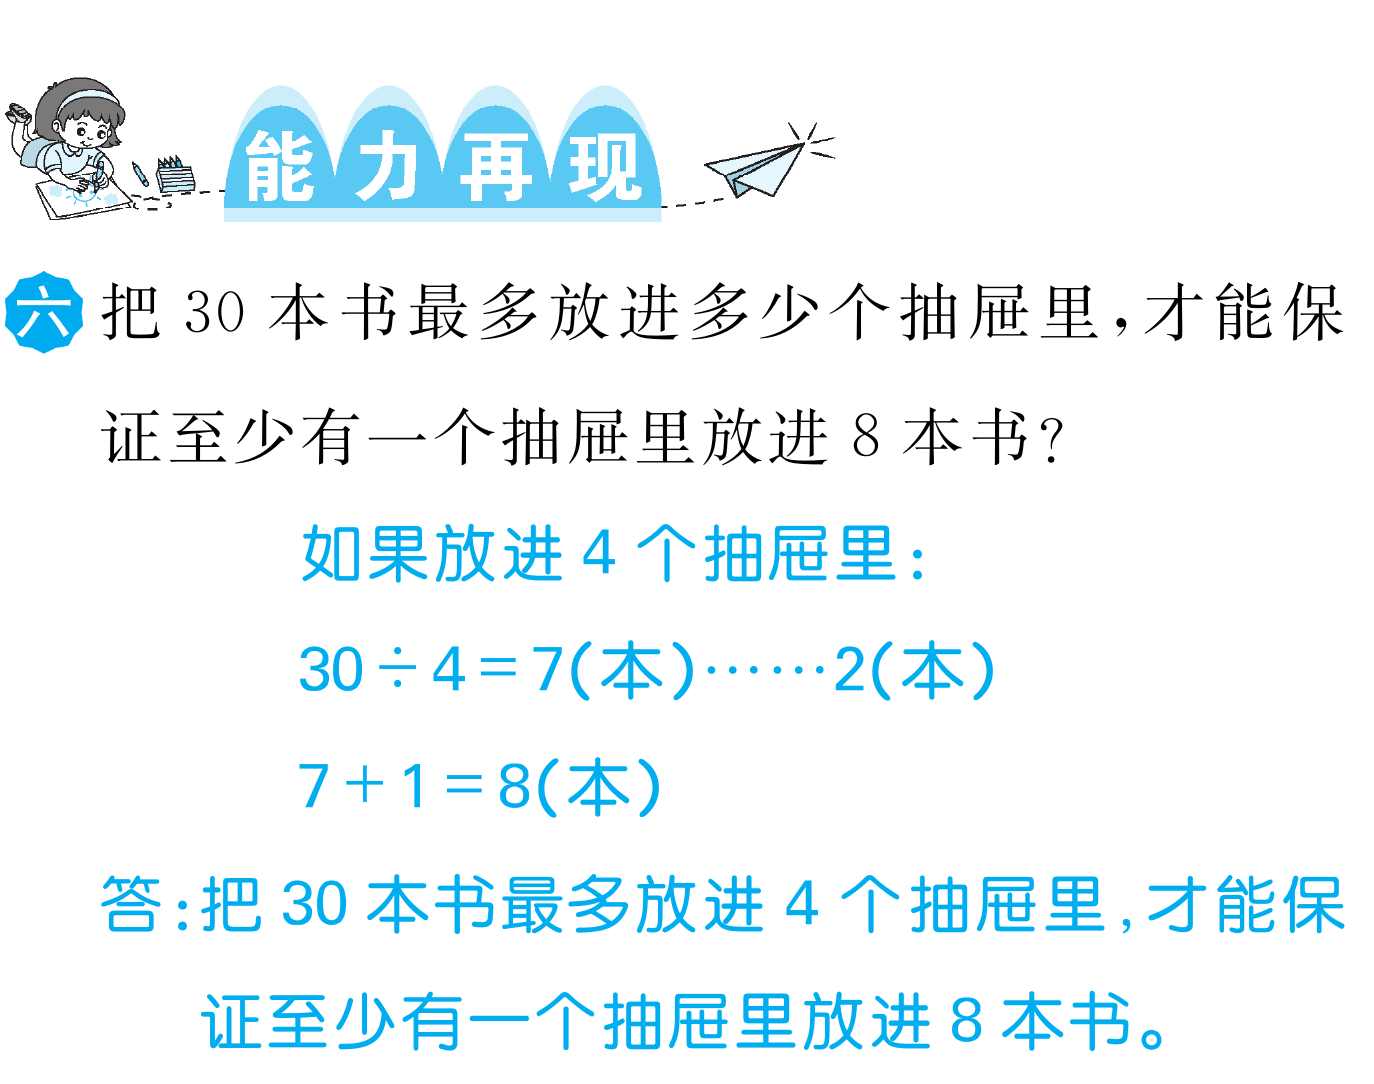 能力再现
六 把 30 本书最多放进多少个抽屉里,才能保
证至少有一个抽屉里放进 8 本书?
如果放进 4 个抽屉里:
30÷4=7(本)……2(本)
7+1=8(本)
答:把 30 本书最多放进 4 个抽屉里,才能保
证至少有一个抽屉里放进 8 本书。